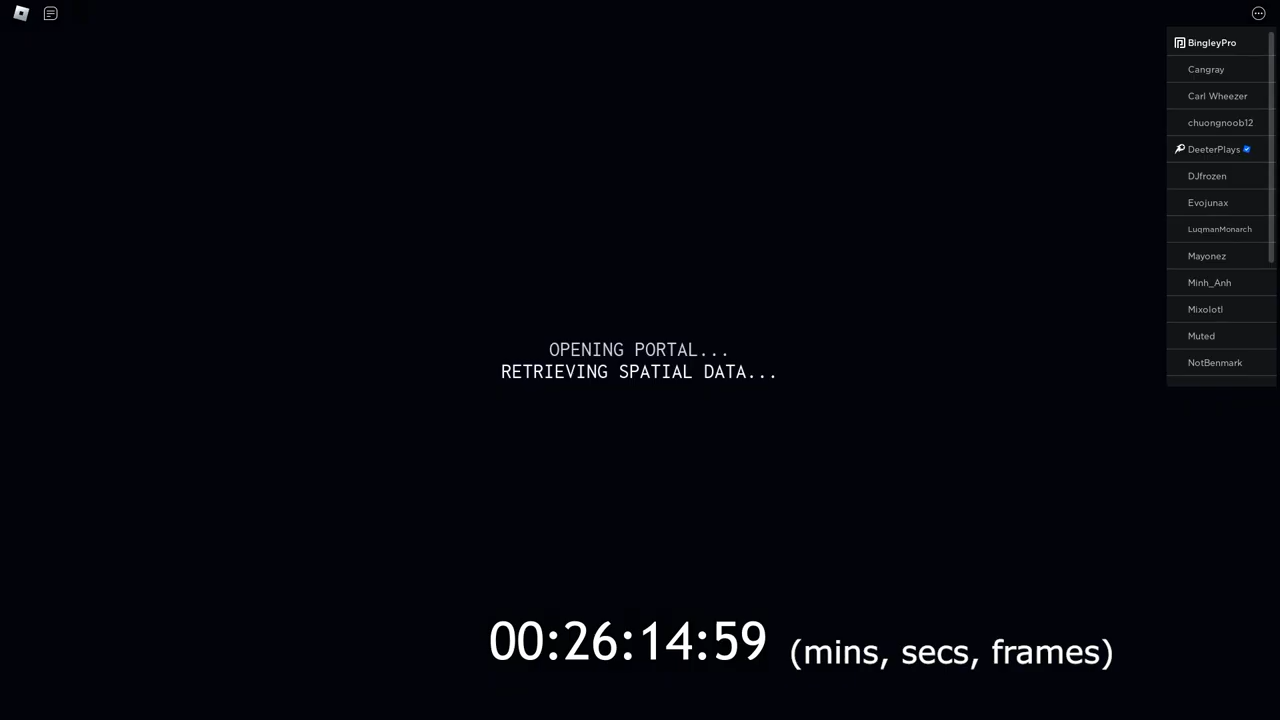 BingleyPro
Cangray
Carl Wheezer
chuongnoob12
DeeterPlays
DJfrozen
Evojunax
LuqmanMonarch
Mayonez
Minh_Anh
Mixolotl
Muted
NotBenmark
OPENING PORTAL...
RETRIEVING SPATIAL DATA...
00:26:14:59 (mins, secs, frames)